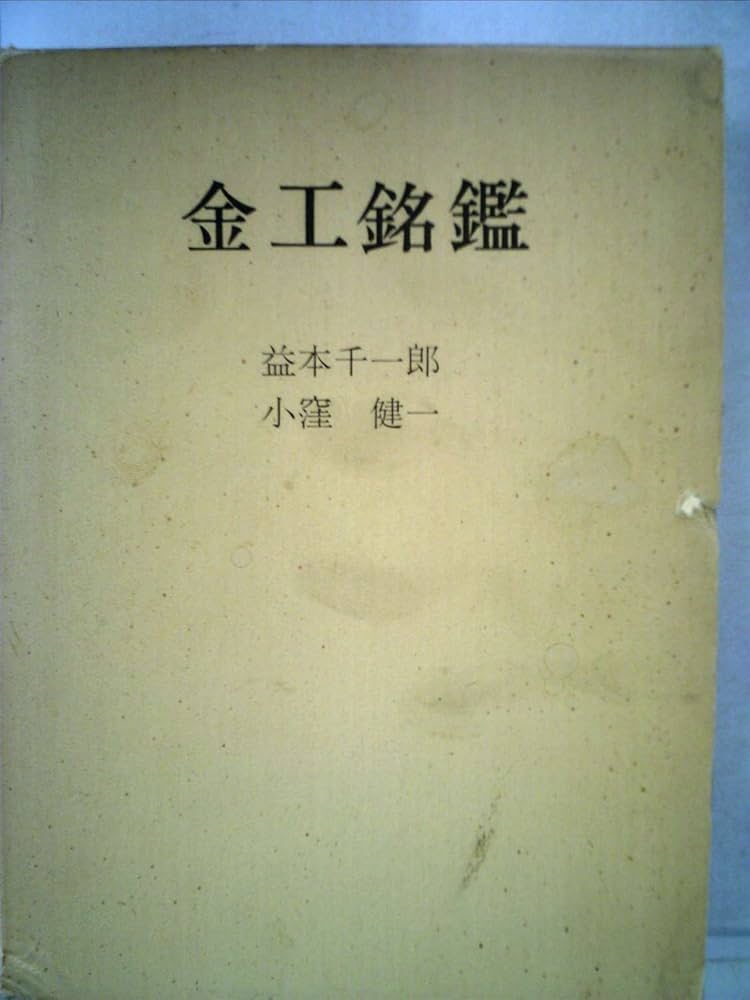 金工銘鑑
益本千一郎
小窪　健一